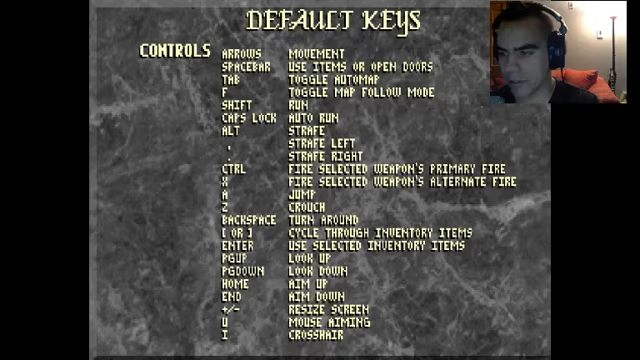 DEFAULT KEYS
CONTROLS ARROWS MOVEMENT
SPACEBAR USE ITEMS OR OPEN DOORS
TAB TOGGLE AUTOMAP
F TOGGLE MAP FOLLOW MODE
SHIFT RUN
CAPS LOCK AUTO RUN
ALT STRAFE
, STRAFE LEFT
. STRAFE RIGHT
CTRL FIRE SELECTED WEAPON'S PRIMARY FIRE
X FIRE SELECTED WEAPON'S ALTERNATE FIRE
A JUMP
Z CROUCH
BACKSPACE TURN AROUND
[ OR ] CYCLE THROUGH INVENTORY ITEMS
ENTER USE SELECTED INVENTORY ITEMS
PGUP LOOK UP
PGDOWN LOOK DOWN
HOME AIM UP
END AIM DOWN
+/- RESIZE SCREEN
U MOUSE AIMING
I CROSSHAIR